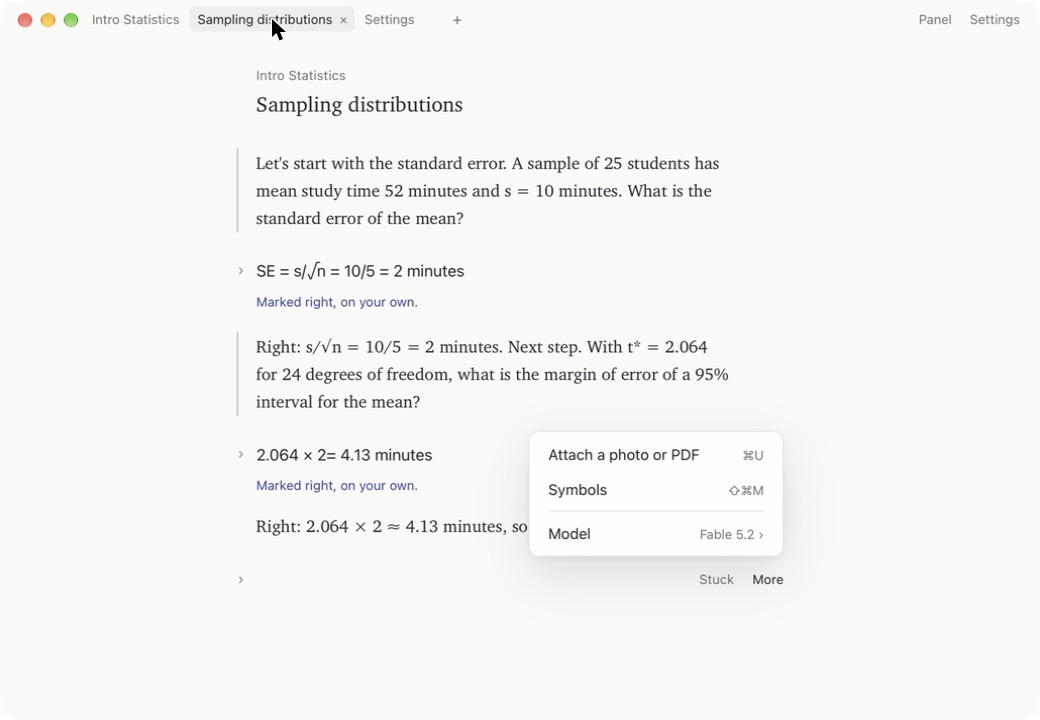 Intro Statistics
Sampling distributions ×
Settings
+
Panel
Settings
Intro Statistics
Sampling distributions
Let's start with the standard error. A sample of 25 students has
mean study time 52 minutes and s = 10 minutes. What is the
standard error of the mean?
› SE = s/√n = 10/5 = 2 minutes
Marked right, on your own.
Right: s/√n = 10/5 = 2 minutes. Next step. With t* = 2.064
for 24 degrees of freedom, what is the margin of error of a 95%
interval for the mean?
› 2.064 × 2= 4.13 minutes
Marked right, on your own.
Right: 2.064 × 2 ≈ 4.13 minutes, so
Attach a photo or PDF ⌘U
Symbols ⇧⌘M
Model Fable 5.2 ›
› Stuck More